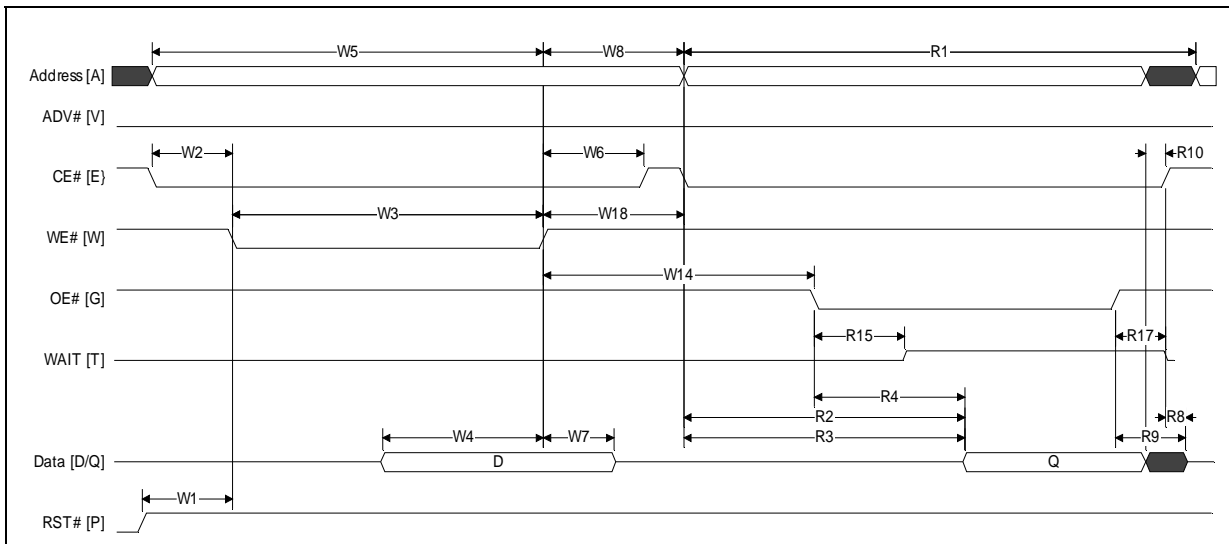 W5 W8 R1
Address [A]
ADV# [V]
W2 W6 R10
CE# [E}
W3 W18
WE# [W]
W14
OE# [G]
R15 R17
WAIT [T]
R4
R2 R8
W4 W7 R3 R9
Data [D/Q] D Q
W1
RST# [P]